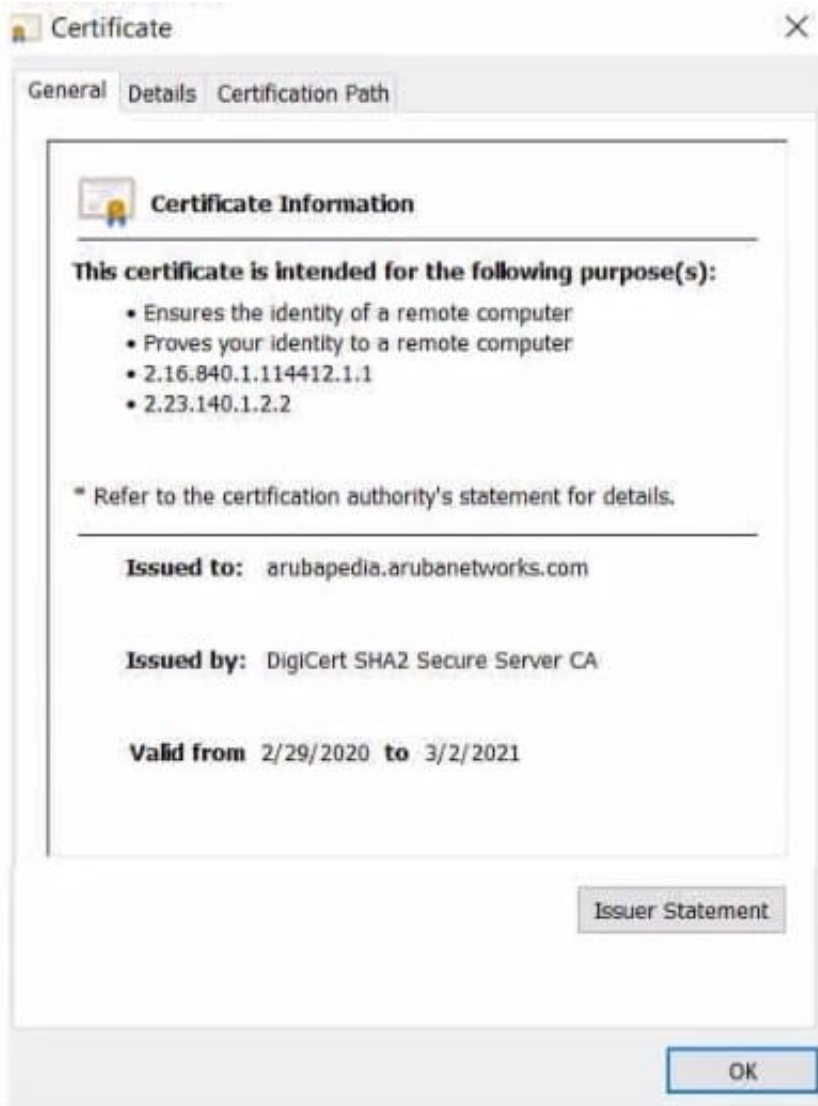 Certificate
General Details Certification Path
Certificate Information
This certificate is intended for the following purpose(s):
• Ensures the identity of a remote computer
• Proves your identity to a remote computer
• 2.16.840.1.114412.1.1
• 2.23.140.1.2.2
* Refer to the certification authority's statement for details.
Issued to: arubapedia.arubanetworks.com
Issued by: DigiCert SHA2 Secure Server CA
Valid from 2/29/2020 to 3/2/2021
Issuer Statement
OK